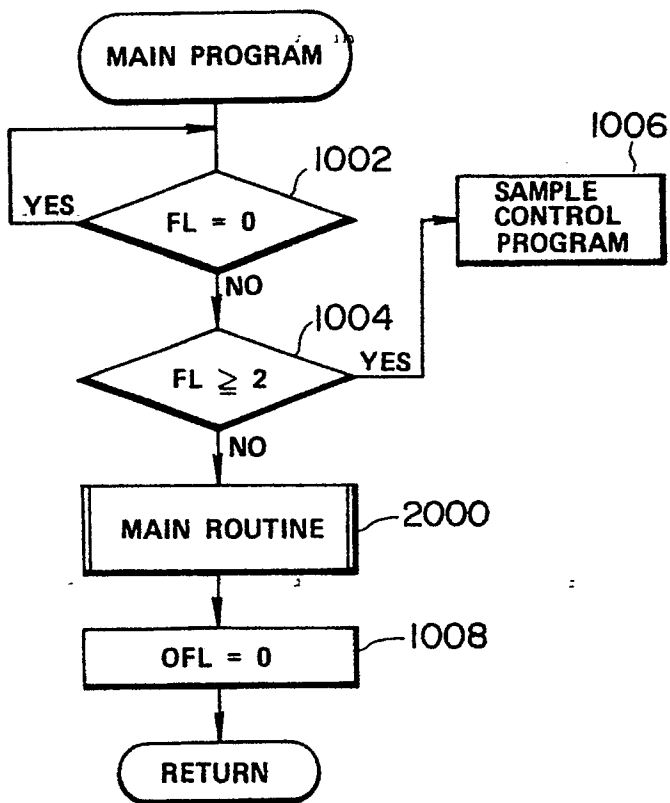 MAIN PROGRAM
1002
YES
FL = 0
NO
1006
SAMPLE
CONTROL
PROGRAM
1004
YES
FL ≧ 2
NO
MAIN ROUTINE
2000
OFL = 0
1008
RETURN